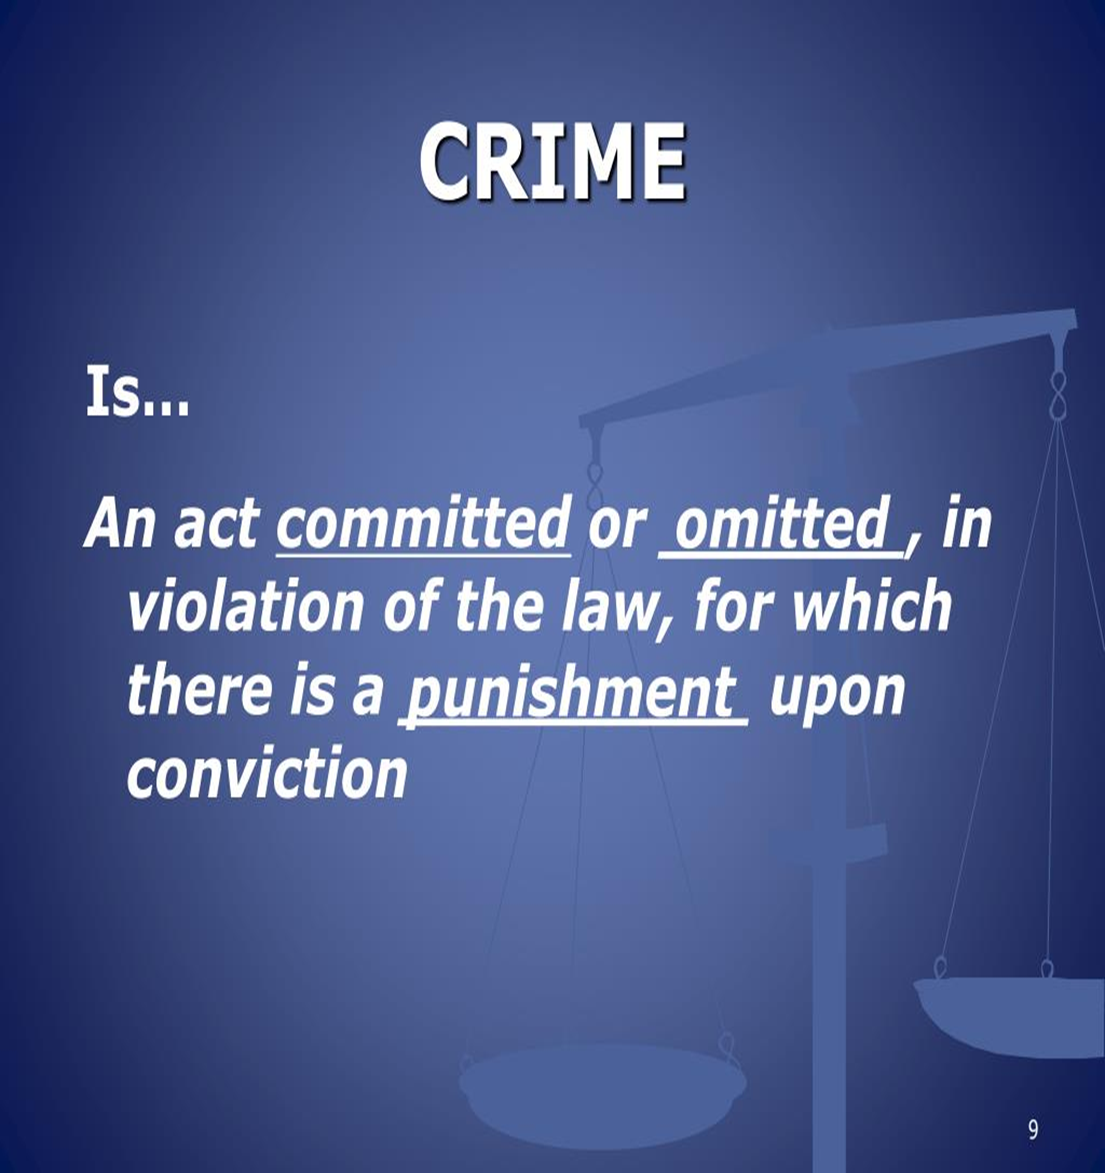 CRIME
Is...
An act committed or omitted , in
violation of the law, for which
there is a punishment upon
conviction
9